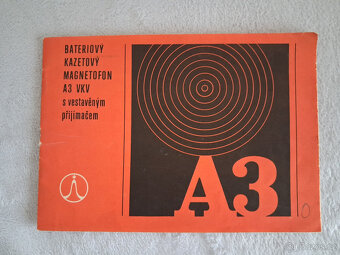 BATERIOVÝ
KAZETOVÝ
MAGNETOFON
A3 VKV
s vestavěným
přijímačem
A3